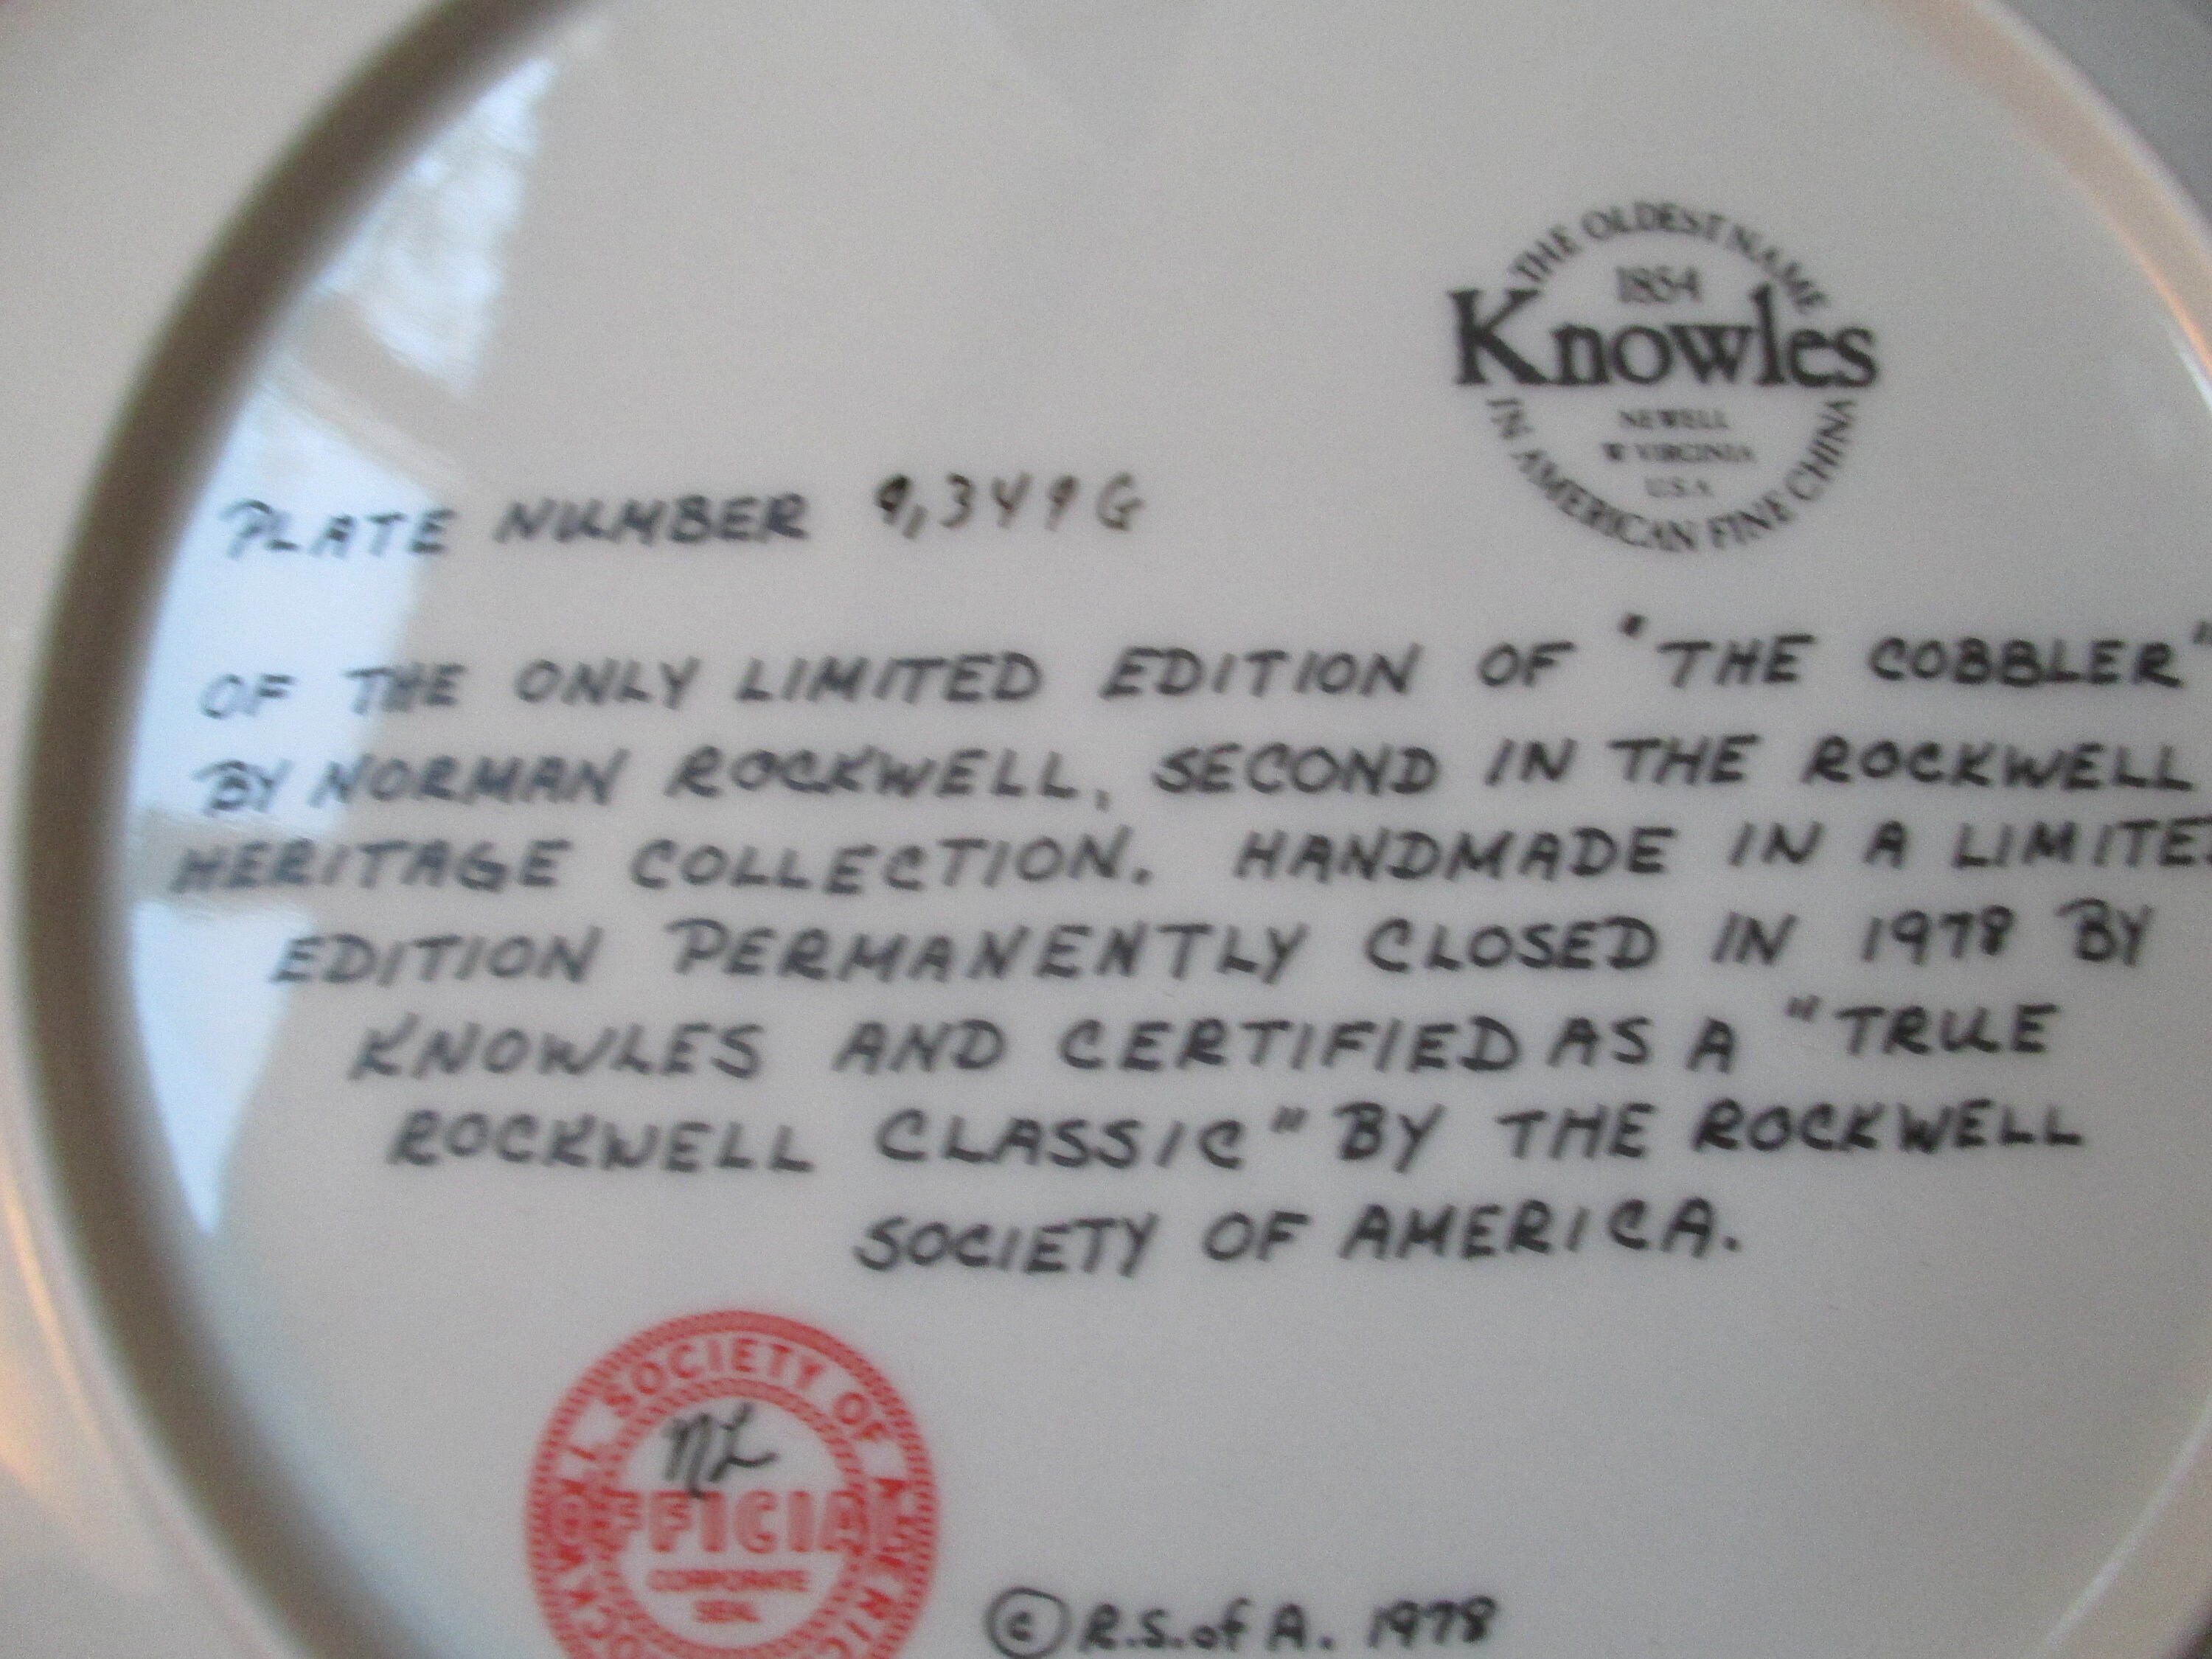 THE OLDEST NAME
1854
Knowles
NEWELL
W VIRGINIA
U.S.A
IN AMERICAN FINE CHINA
PLATE NUMBER 9,349G
OF THE ONLY LIMITED EDITION OF "THE COBBLER"
BY NORMAN ROCKWELL, SECOND IN THE ROCKWELL
HERITAGE COLLECTION. HANDMADE IN A LIMITE
EDITION PERMANENTLY CLOSED IN 1978 BY
KNOWLES AND CERTIFIED AS A "TRUE
ROCKWELL CLASSIC" BY THE ROCKWELL
SOCIETY OF AMERICA.
SOCIETY OF AMERIC
NL
OFFICIAL
CORPORATE
SEAL
© R.S. of A. 1978